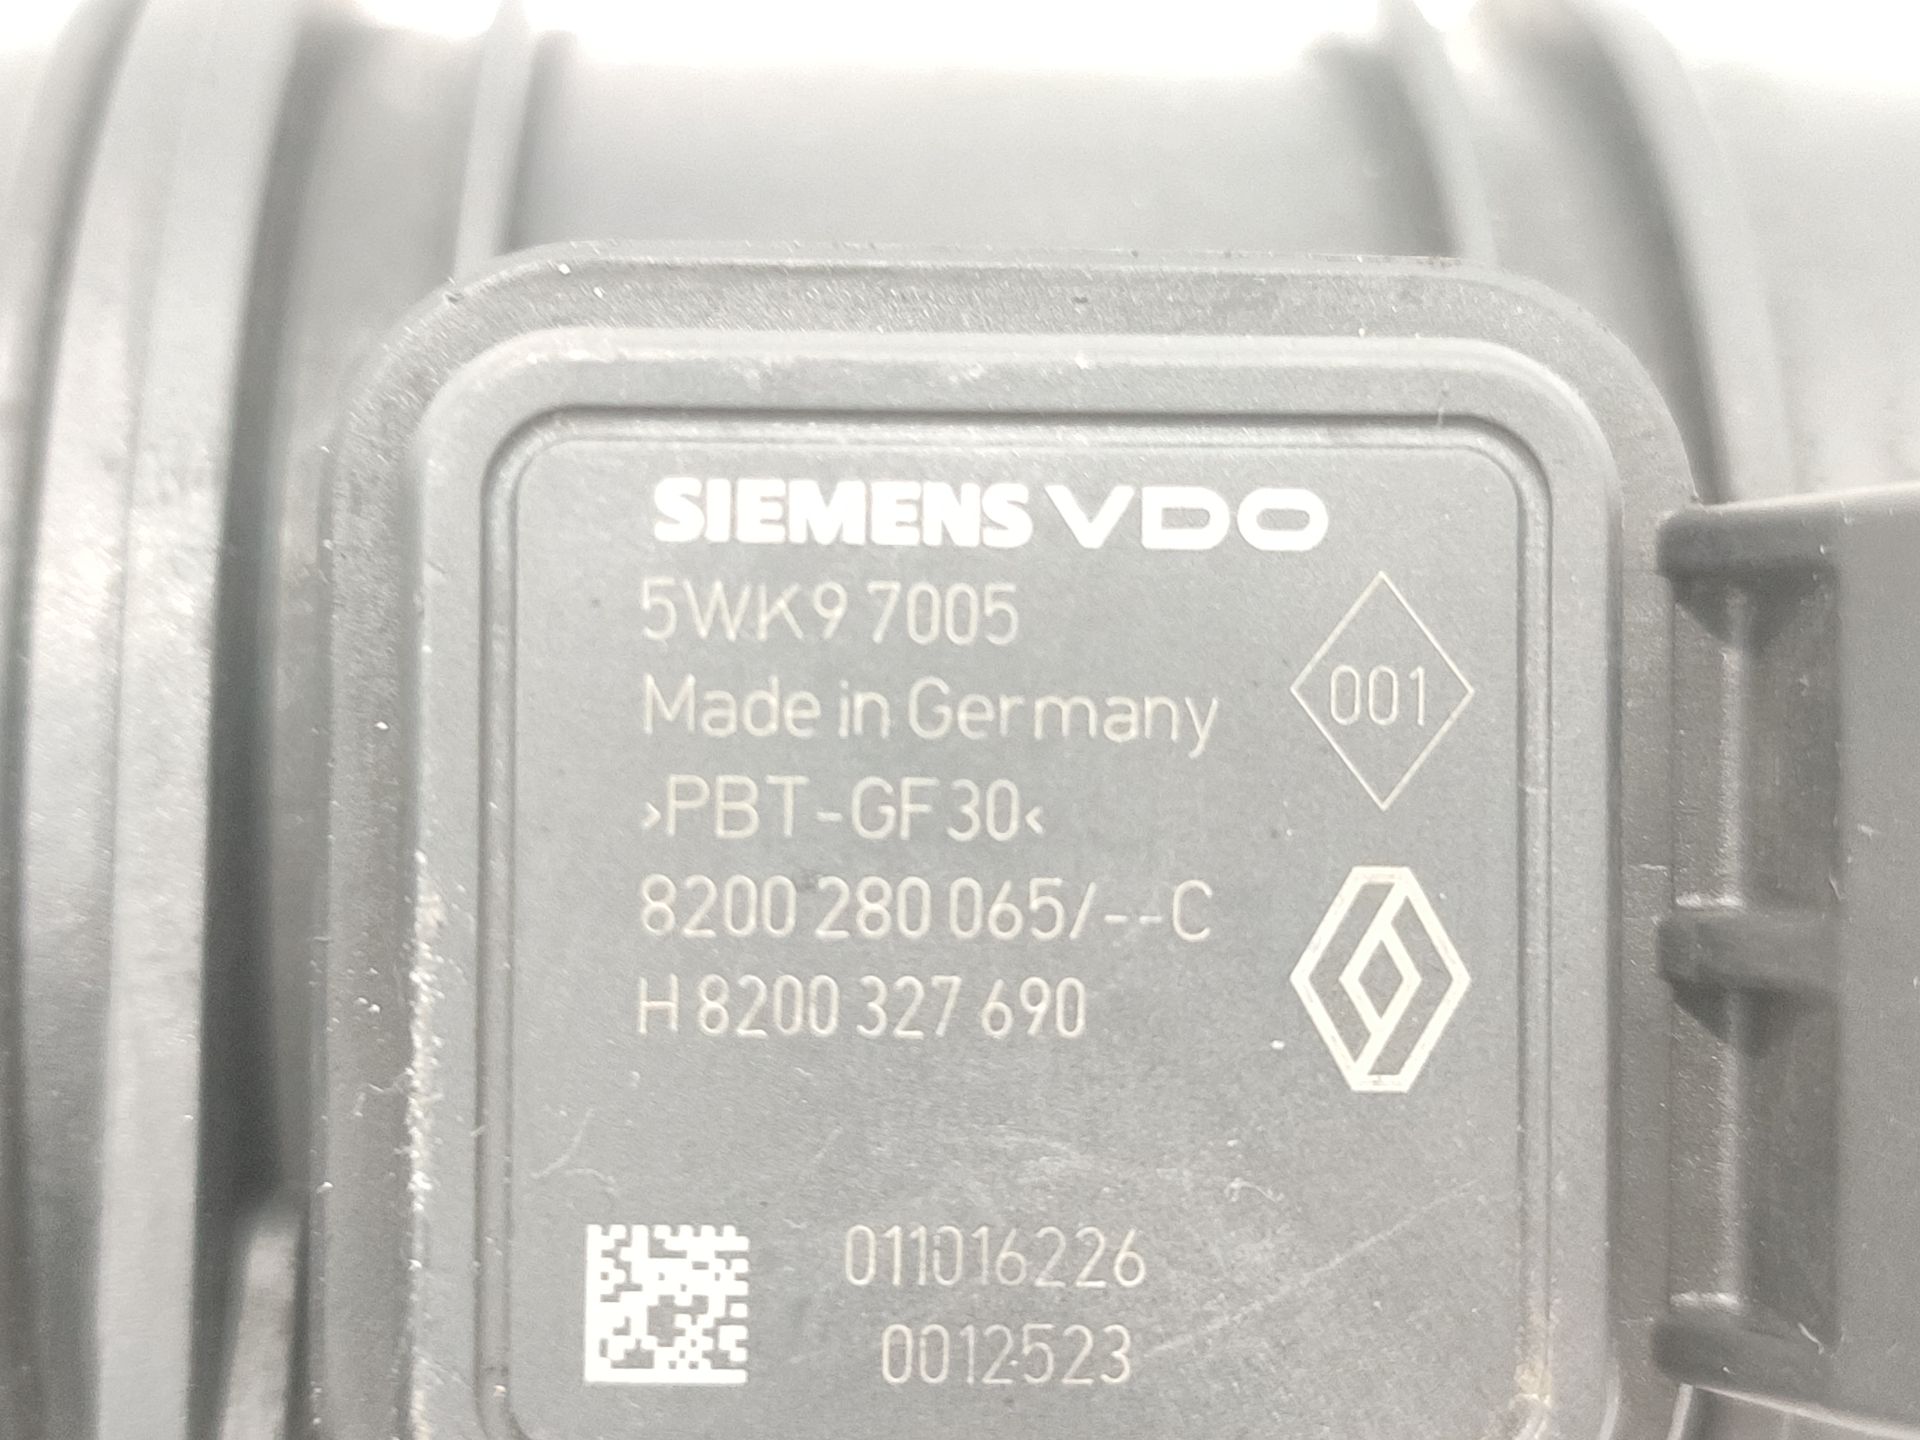 SIEMENS VDO
5WK9 7005
Made in Germany
001
>PBT-GF30<
8200 280 065/--C
H 8200 327 690
011016226
0012523